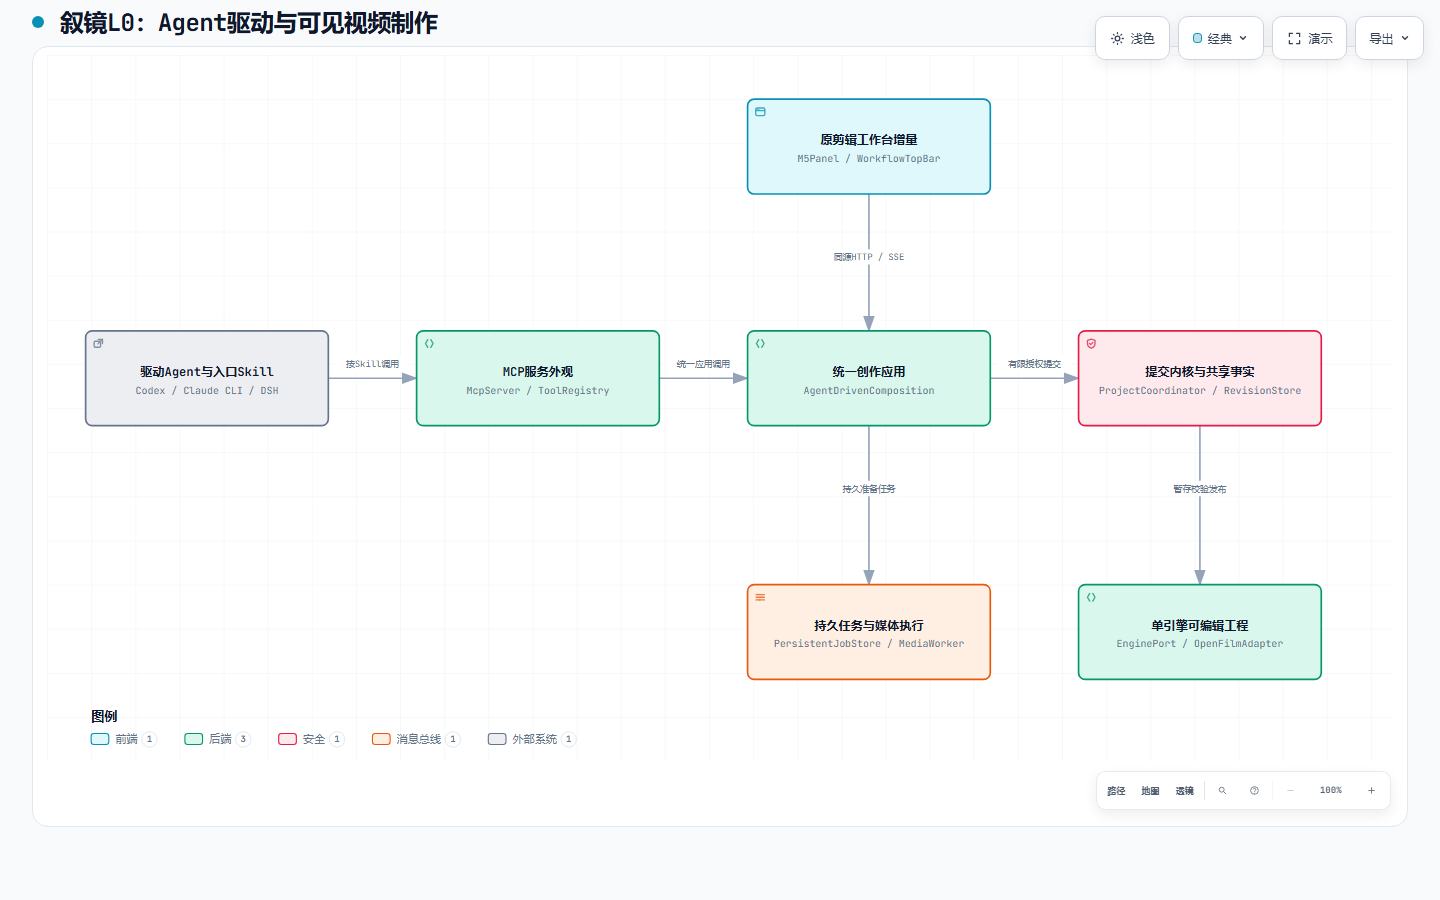 叙镜L0: Agent驱动与可见视频制作
浅色
经典
演示
导出
原剪辑工作台增量
M5Panel / WorkflowTopBar
同源HTTP / SSE
驱动Agent与入口Skill
Codex / Claude CLI / DSH
按Skill调用
MCP服务外观
McpServer / ToolRegistry
统一应用调用
统一创作应用
AgentDrivenComposition
有限授权提交
提交内核与共享事实
ProjectCoordinator / RevisionStore
持久准备任务
暂存校验发布
持久任务与媒体执行
PersistentJobStore / MediaWorker
单引擎可编辑工程
EnginePort / OpenFilmAdapter
图例
前端 1
后端 3
安全 1
消息总线 1
外部系统 1
路径
地图
透镜
100%